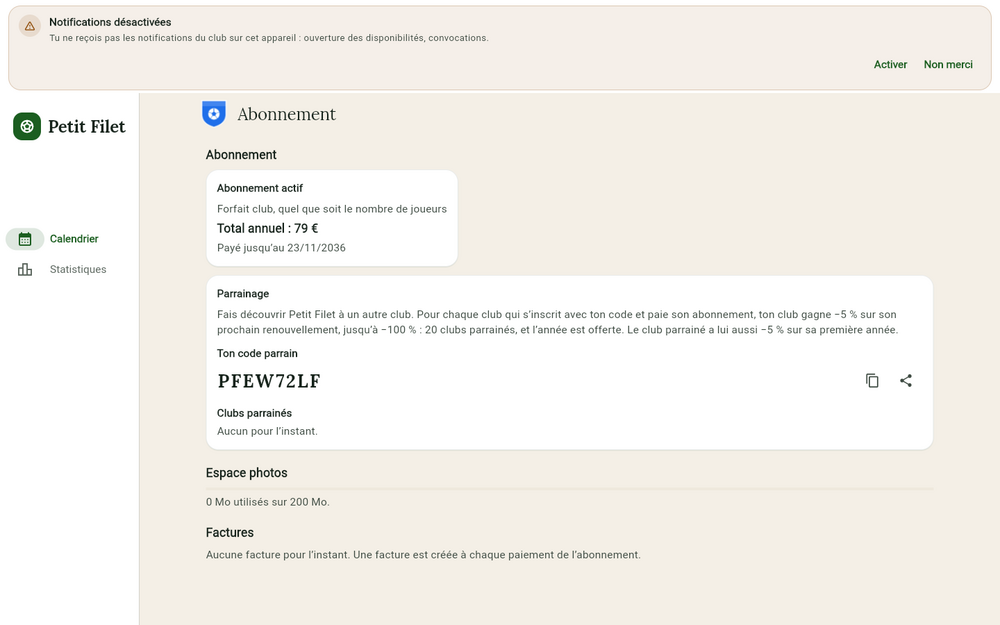 Notifications désactivées
Tu ne reçois pas les notifications du club sur cet appareil : ouverture des disponibilités, convocations.
Activer
Non merci
Petit Filet
Calendrier
Statistiques
Abonnement
Abonnement
Abonnement actif
Forfait club, quel que soit le nombre de joueurs
Total annuel : 79 €
Payé jusqu’au 23/11/2036
Parrainage
Fais découvrir Petit Filet à un autre club. Pour chaque club qui s’inscrit avec ton code et paie son abonnement, ton club gagne −5 % sur son
prochain renouvellement, jusqu’à −100 % : 20 clubs parrainés, et l’année est offerte. Le club parrainé a lui aussi −5 % sur sa première année.
Ton code parrain
PFEW72LF
Clubs parrainés
Aucun pour l’instant.
Espace photos
0 Mo utilisés sur 200 Mo.
Factures
Aucune facture pour l’instant. Une facture est créée à chaque paiement de l’abonnement.